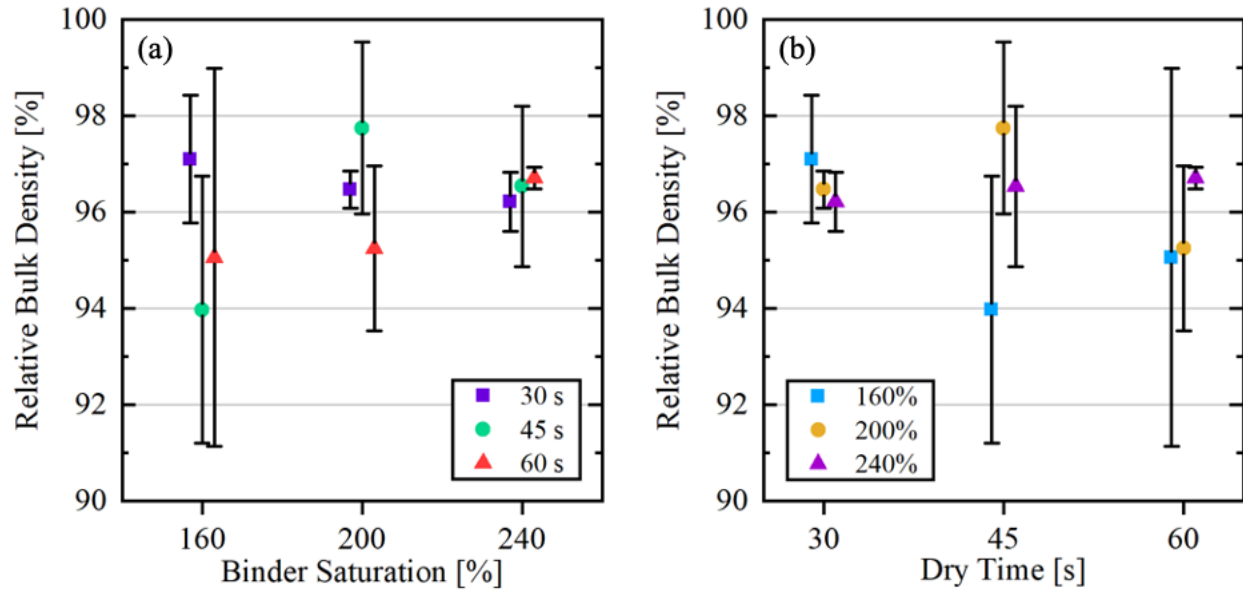 (a)
Relative Bulk Density [%]
100
98
96
94
92
90
160
200
240
Binder Saturation [%]
30 s
45 s
60 s
(b)
Relative Bulk Density [%]
100
98
96
94
92
90
30
45
60
Dry Time [s]
160%
200%
240%